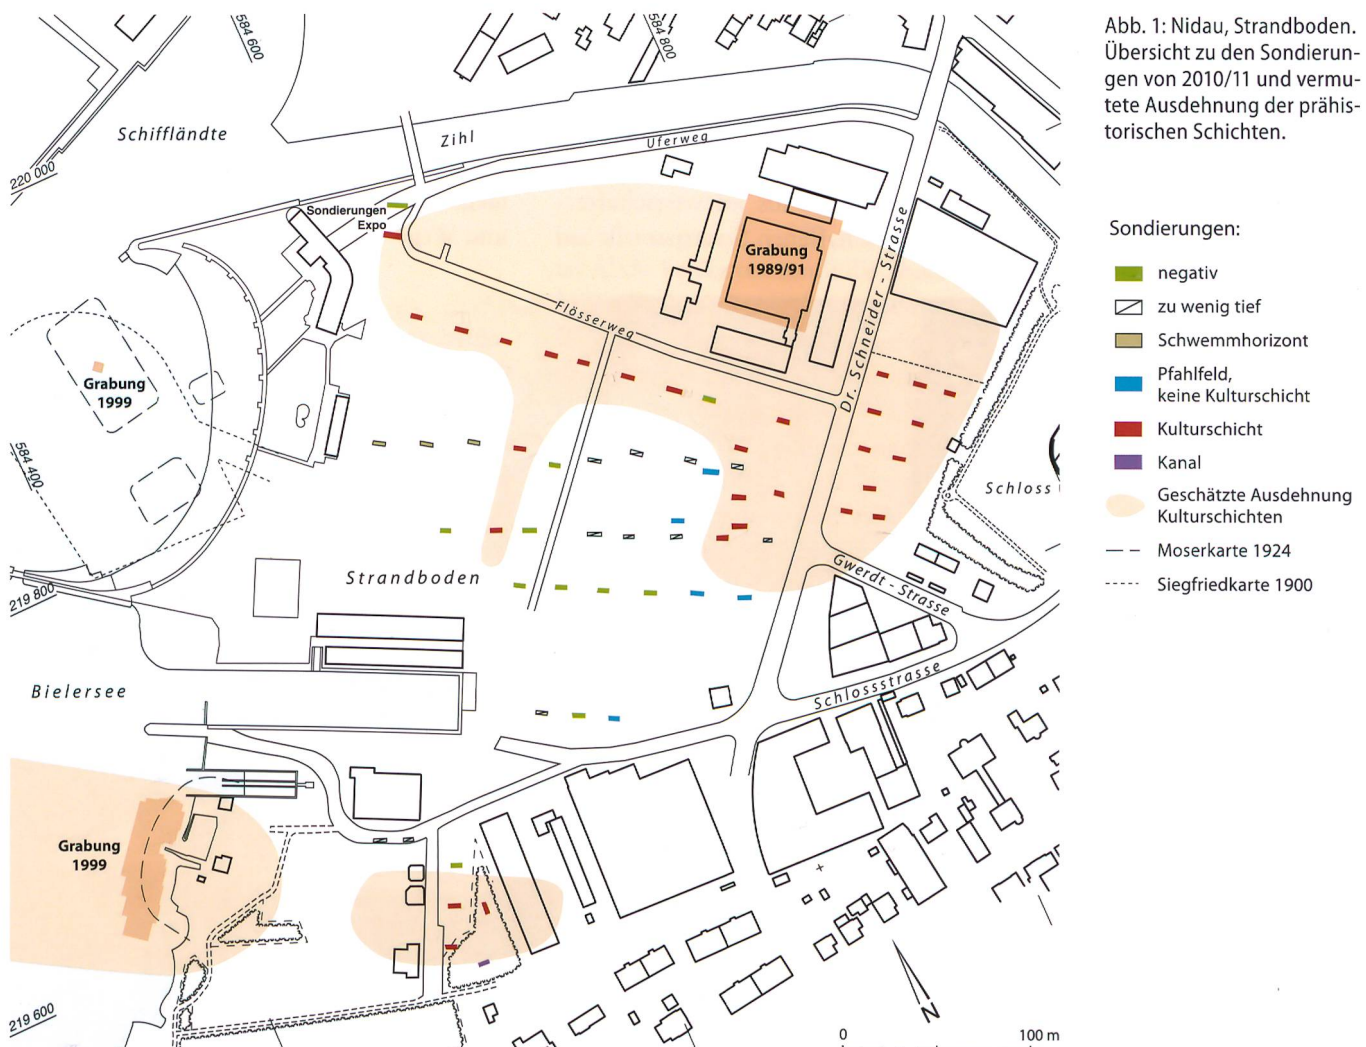 Abb. 1: Nidau, Strandboden.
Übersicht zu den Sondierun-
gen von 2010/11 und vermu-
tete Ausdehnung der prähis-
torischen Schichten.
584 600
584 800
Schiffländte
Zihl
Uferweg
220 000
Sondierungen
Expo
Grabung
1989/91
Flösserweg
Dr. Schneider - Strasse
Grabung
1999
584 400
Schloss
Strandboden
Gwerdt - Strasse
219 800
Bielersee
Schlossstrasse
Grabung
1999
219 600
N
0
100 m
Sondierungen:
negativ
zu wenig tief
Schwemmhorizont
Pfahlfeld,
keine Kulturschicht
Kulturschicht
Kanal
Geschätzte Ausdehnung
Kulturschichten
Moserkarte 1924
Siegfriedkarte 1900